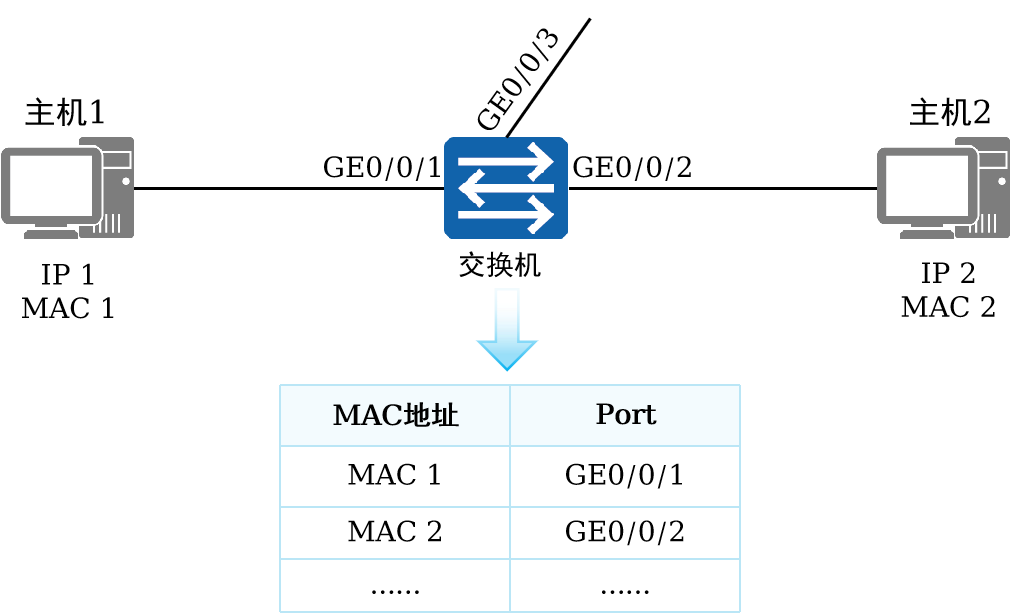 GE0/0/3
主机1
主机2
GE0/0/1
GE0/0/2
交换机
IP 1
MAC 1
IP 2
MAC 2
MAC地址 Port
MAC 1 GE0/0/1
MAC 2 GE0/0/2
...... ......